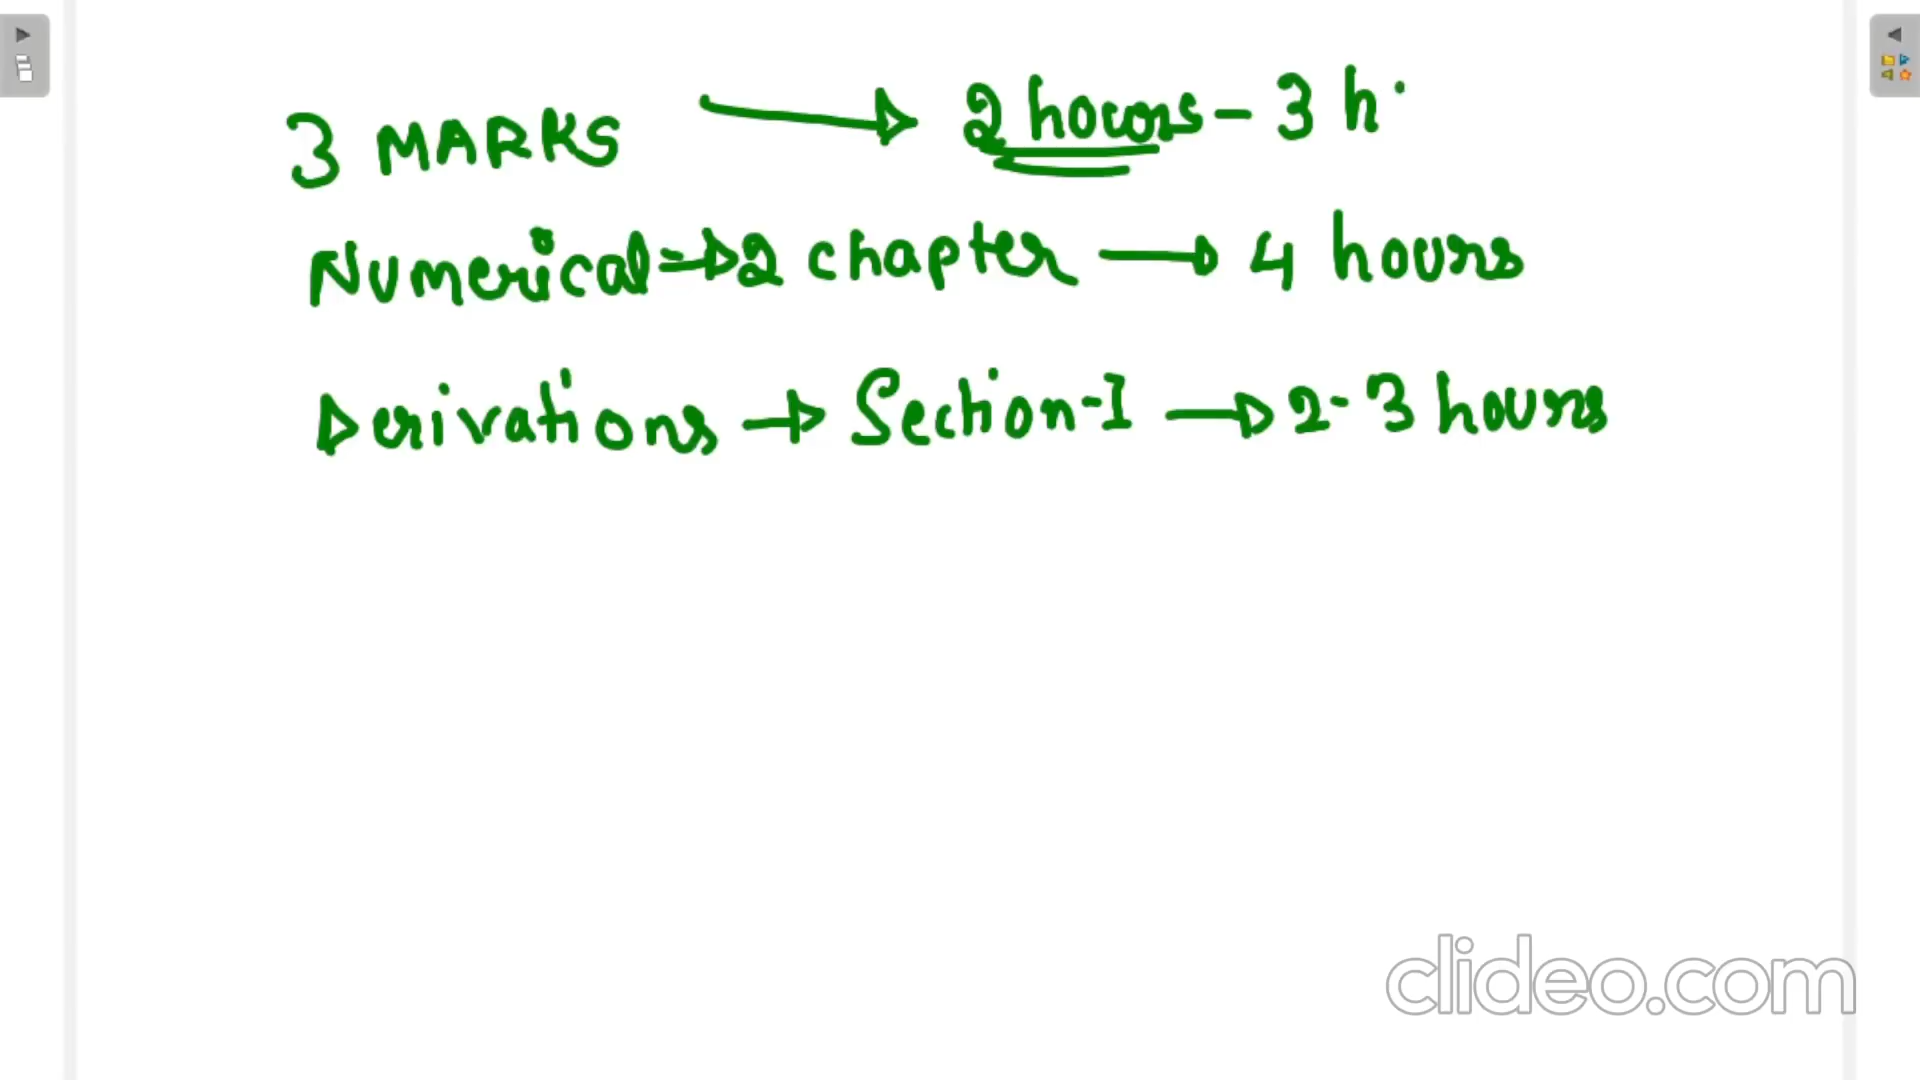 3 MARKS → 2 hours - 3 h.
Numerical ⇒ 2 chapter → 4 hours
Derivations → Section-I → 2-3 hours
clideo.com